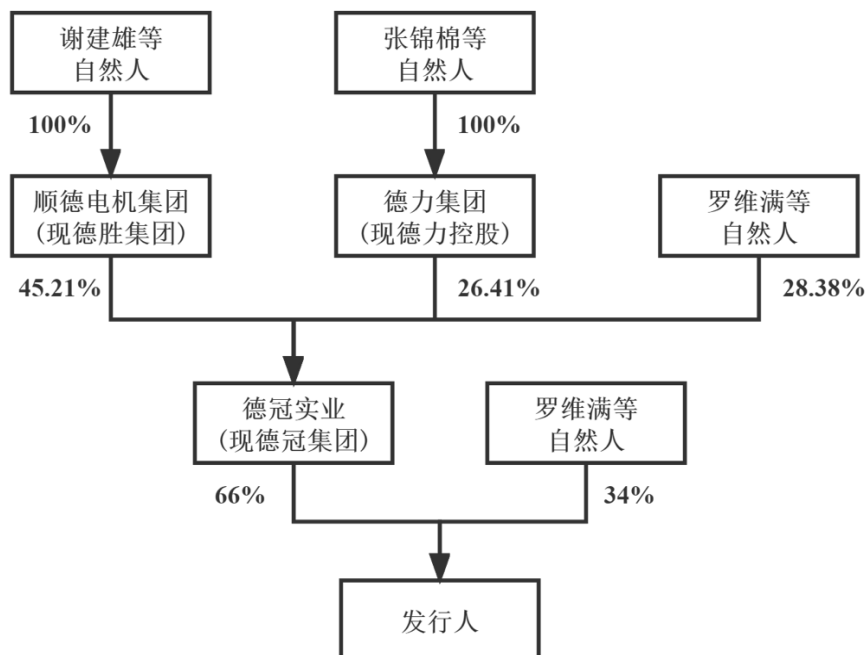 谢建雄等
自然人
张锦棉等
自然人
100%
100%
顺德电机集团
(现德胜集团)
德力集团
(现德力控股)
罗维满等
自然人
45.21%
26.41%
28.38%
德冠实业
(现德冠集团)
罗维满等
自然人
66%
34%
发行人